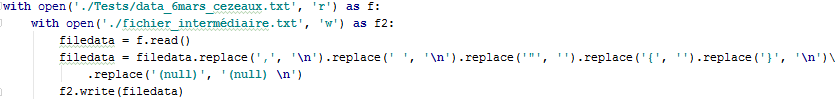 with open('./Tests/data_6mars_cezeaux.txt', 'r') as f:
    with open('./fichier_intermédiaire.txt', 'w') as f2:
        filedata = f.read()
        filedata = filedata.replace(',', '\n').replace(' ', '\n').replace('"', '').replace('{', '').replace('}', '\n')\
            .replace('(null)', '(null) \n')
        f2.write(filedata)